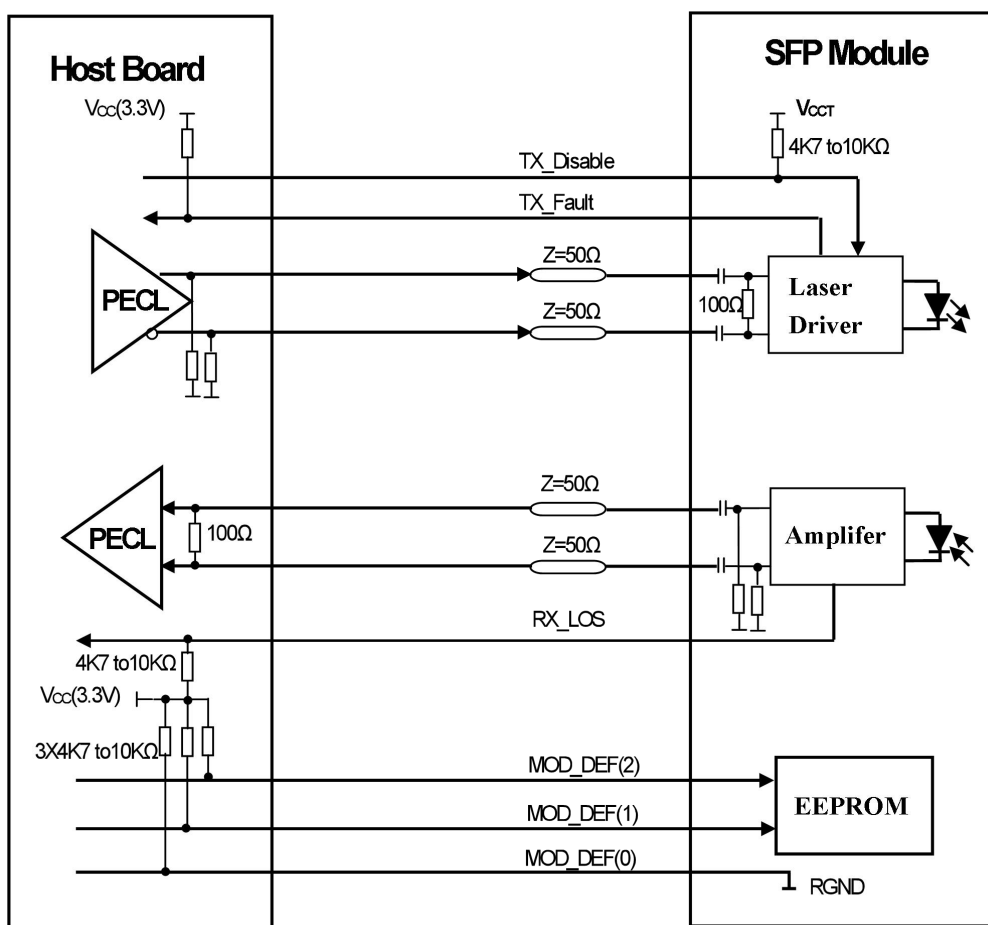 Host Board
SFP Module
VCC(3.3V)
VCCT
4K7 to10KΩ
TX_Disable
TX_Fault
PECL
Z=50Ω
Z=50Ω
100Ω
Laser
Driver
PECL
100Ω
Z=50Ω
Z=50Ω
Amplifer
RX_LOS
4K7 to10KΩ
VCC(3.3V)
3X4K7 to10KΩ
MOD_DEF(2)
MOD_DEF(1)
MOD_DEF(0)
EEPROM
RGND